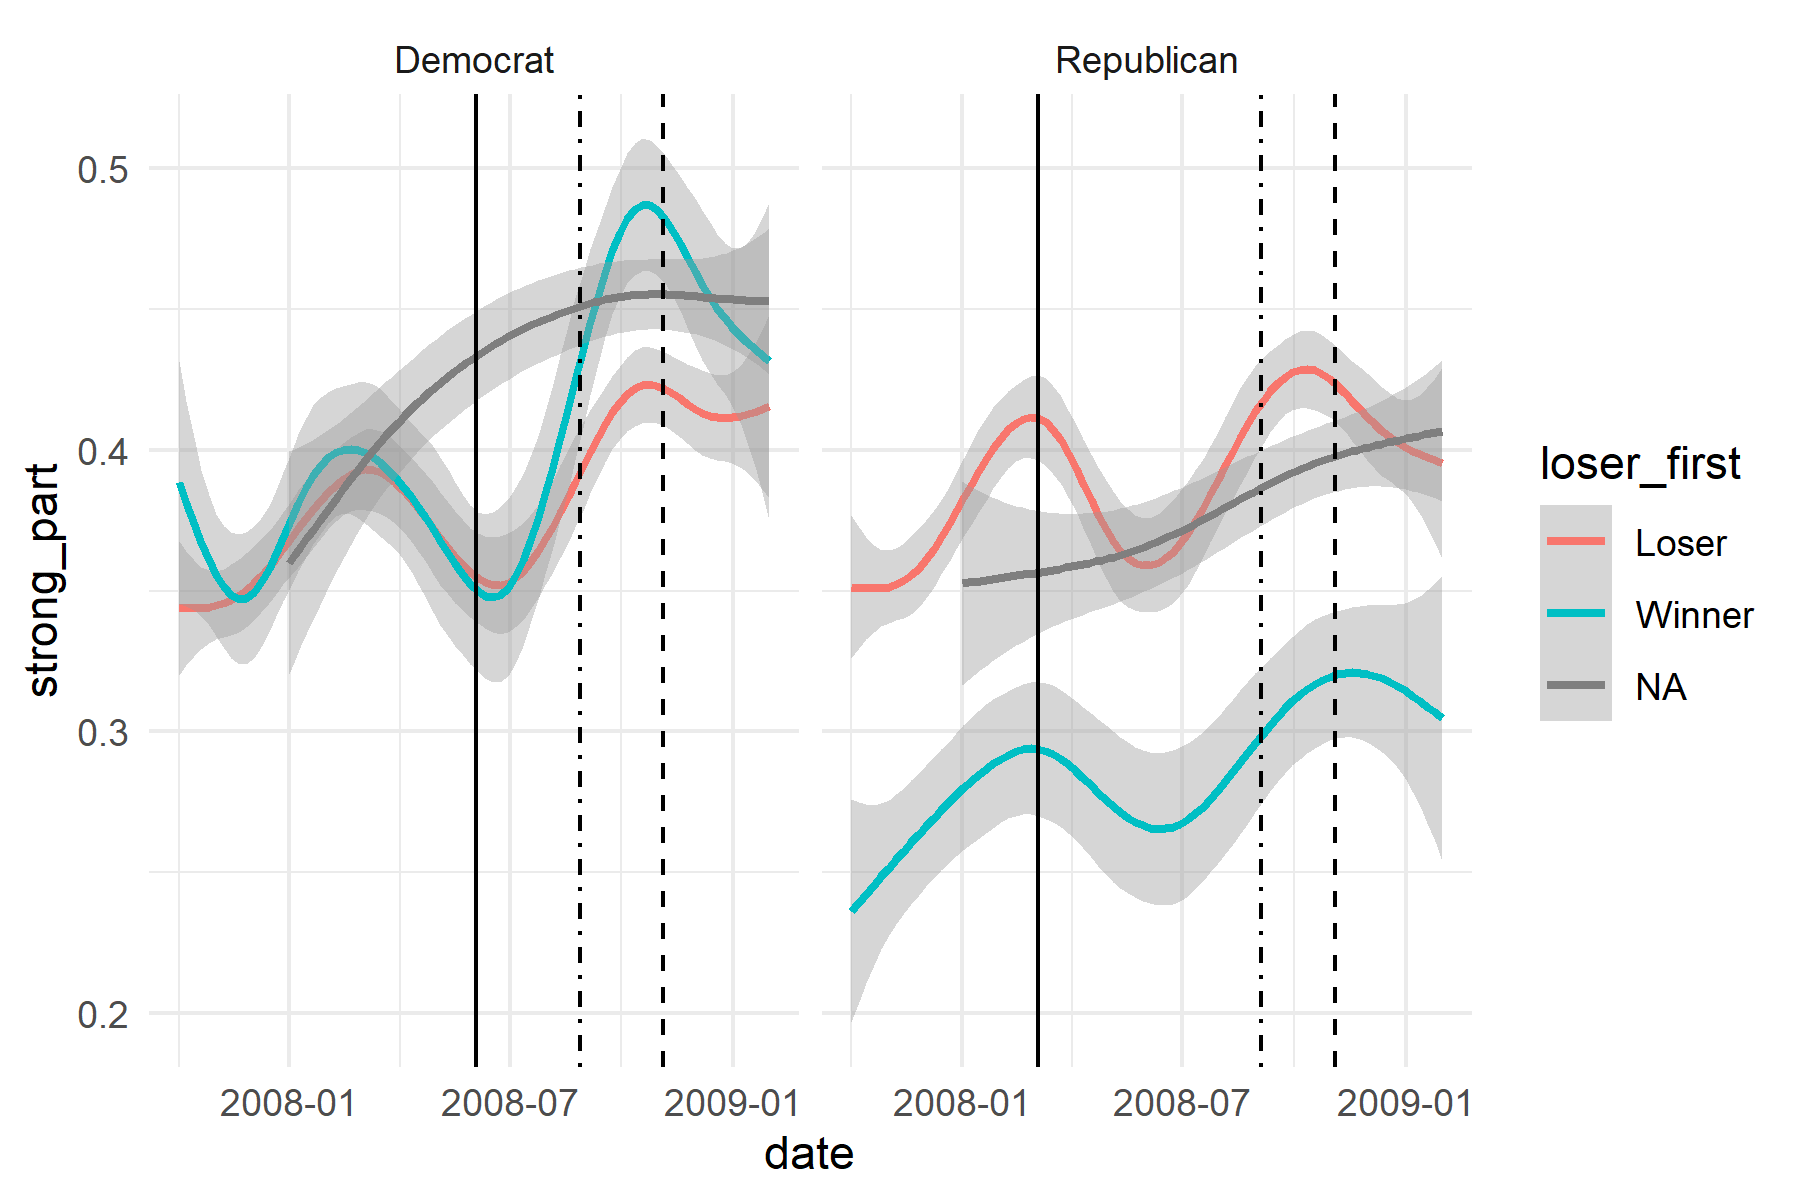 Democrat
Republican
0.5
0.4
0.3
0.2
strong_part
2008-01
2008-07
2009-01
2008-01
2008-07
2009-01
date
loser_first
Loser
Winner
NA